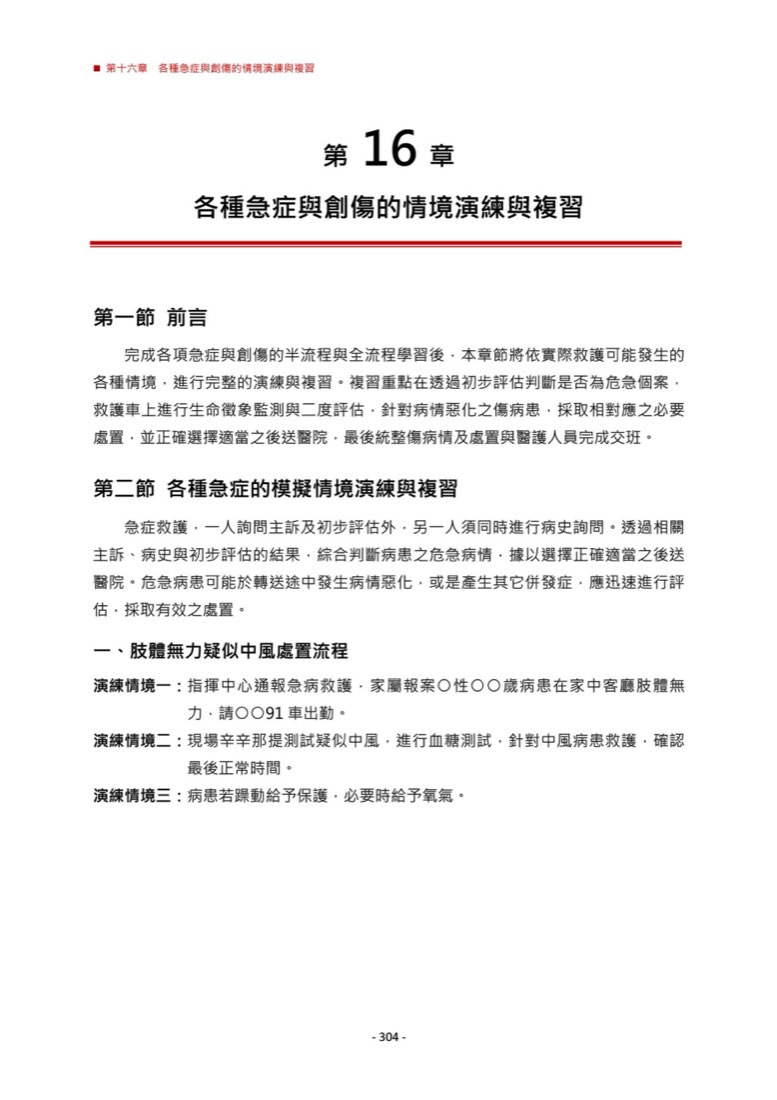 ■ 第十六章 各種急症與創傷的情境演練與複習
第 16 章
各種急症與創傷的情境演練與複習
第一節 前言
完成各項急症與創傷的半流程與全流程學習後，本章節將依實際救護可能發生的
各種情境，進行完整的演練與複習。複習重點在透過初步評估判斷是否為危急個案，
救護車上進行生命徵象監測與二度評估，針對病情惡化之傷病患，採取相對應之必要
處置，並正確選擇適當之後送醫院，最後統整傷病情及處置與醫護人員完成交班。
第二節 各種急症的模擬情境演練與複習
急症救護，一人詢問主訴及初步評估外，另一人須同時進行病史詢問。透過相關
主訴、病史與初步評估的結果，綜合判斷病患之危急病情，據以選擇正確適當之後送
醫院。危急病患可能於轉送途中發生病情惡化，或是產生其它併發症，應迅速進行評
估，採取有效之處置。
一、肢體無力疑似中風處置流程
演練情境一：指揮中心通報急病救護，家屬報案〇性〇〇歲病患在家中客廳肢體無
力，請〇〇91 車出勤。
演練情境二：現場辛辛那提測試疑似中風，進行血糖測試，針對中風病患救護，確認
最後正常時間。
演練情境三：病患若躁動給予保護，必要時給予氧氣。
- 304 -